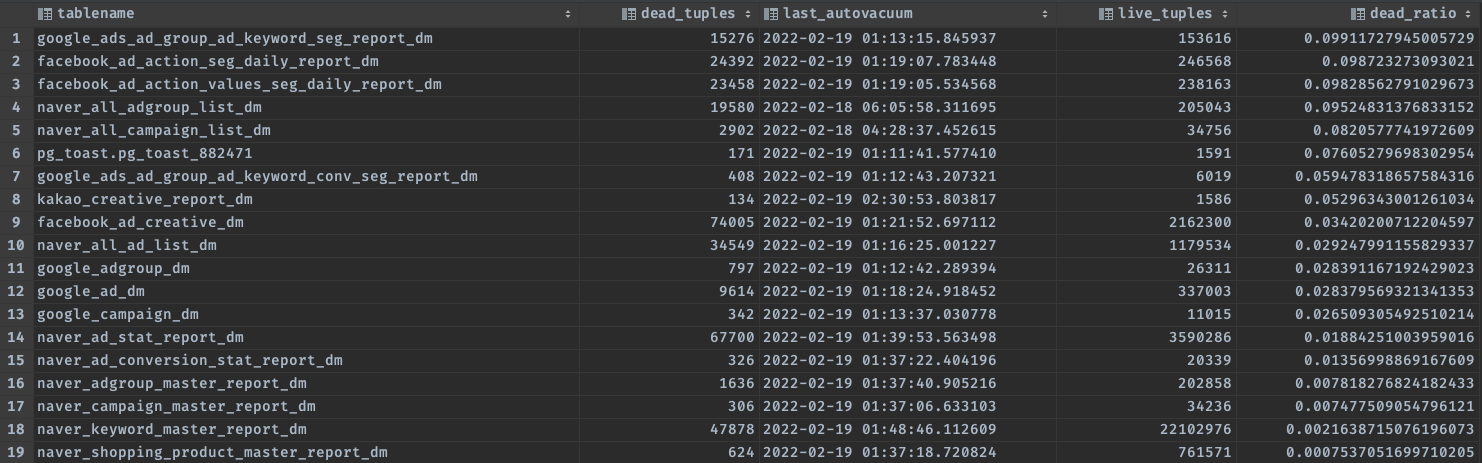 tablename dead_tuples last_autovacuum live_tuples dead_ratio
1 google_ads_ad_group_ad_keyword_seg_report_dm 15276 2022-02-19 01:13:15.845937 153616 0.09911727945005729
2 facebook_ad_action_seg_daily_report_dm 24392 2022-02-19 01:19:07.783448 246568 0.098723273093021
3 facebook_ad_action_values_seg_daily_report_dm 23458 2022-02-19 01:19:05.534568 238163 0.09828562791029673
4 naver_all_adgroup_list_dm 19580 2022-02-18 06:05:58.311695 205043 0.09524831376833152
5 naver_all_campaign_list_dm 2902 2022-02-18 04:28:37.452615 34756 0.0820577741972609
6 pg_toast.pg_toast_882471 171 2022-02-19 01:11:41.577410 1591 0.07605279698302954
7 google_ads_ad_group_ad_keyword_conv_seg_report_dm 408 2022-02-19 01:12:43.207321 6019 0.059478318657584316
8 kakao_creative_report_dm 134 2022-02-19 02:30:53.803817 1586 0.05296343001261034
9 facebook_ad_creative_dm 74005 2022-02-19 01:21:52.697112 2162300 0.03420200712204597
10 naver_all_ad_list_dm 34549 2022-02-19 01:16:25.001227 1179534 0.029247991155829337
11 google_adgroup_dm 797 2022-02-19 01:12:42.289394 26311 0.028391167192429023
12 google_ad_dm 9614 2022-02-19 01:18:24.918452 337003 0.028379569321341353
13 google_campaign_dm 342 2022-02-19 01:13:37.030778 11015 0.026509305492510214
14 naver_ad_stat_report_dm 67700 2022-02-19 01:39:53.563498 3590286 0.01884251003959016
15 naver_ad_conversion_stat_report_dm 326 2022-02-19 01:37:22.404196 20339 0.01356998869167609
16 naver_adgroup_master_report_dm 1636 2022-02-19 01:37:40.905216 202858 0.007818276824182433
17 naver_campaign_master_report_dm 306 2022-02-19 01:37:06.633103 34236 0.007477509054796121
18 naver_keyword_master_report_dm 47878 2022-02-19 01:48:46.112609 22102976 0.0021638715076196073
19 naver_shopping_product_master_report_dm 624 2022-02-19 01:37:18.720824 761571 0.0007537051699710205